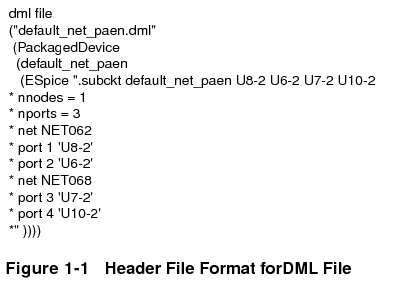 dml file
("default_net_paen.dml"
(PackagedDevice
(default_net_paen
(ESpice ".subckt default_net_paen U8-2 U6-2 U7-2 U10-2
* nnodes = 1
* nports = 3
* net NET062
* port 1 'U8-2'
* port 2 'U6-2'
* net NET068
* port 3 'U7-2'
* port 4 'U10-2'
*" ))))
Figure 1-1 Header File Format forDML File